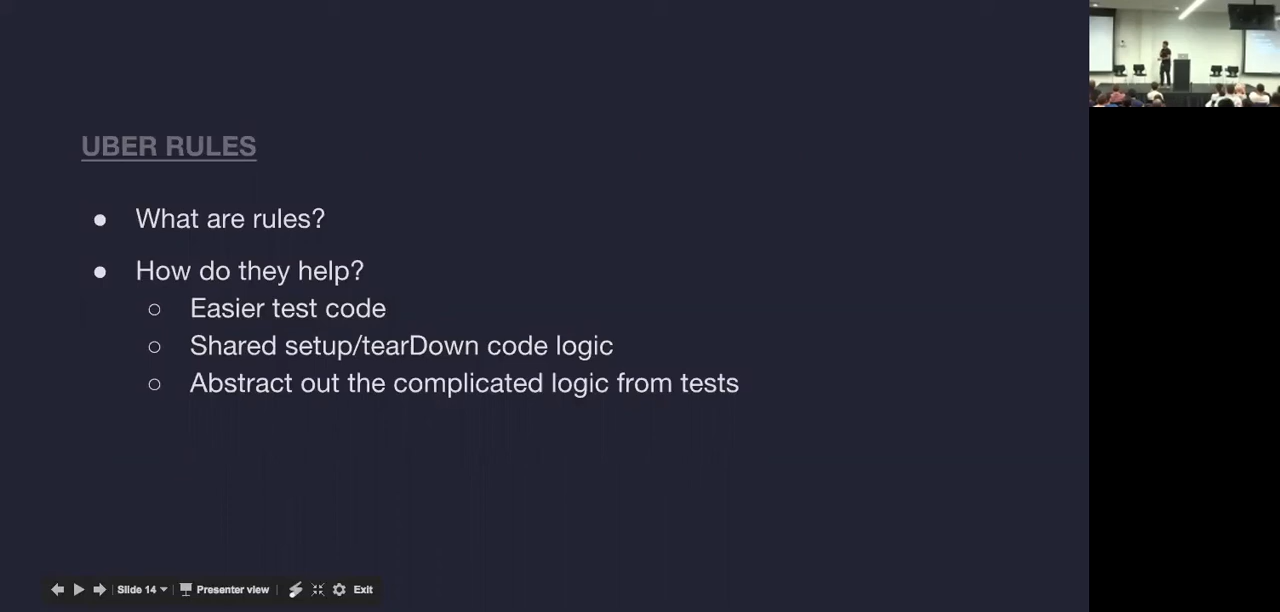 UBER RULES
● What are rules?
● How do they help?
○ Easier test code
○ Shared setup/tearDown code logic
○ Abstract out the complicated logic from tests
Slide 14 Presenter view Exit